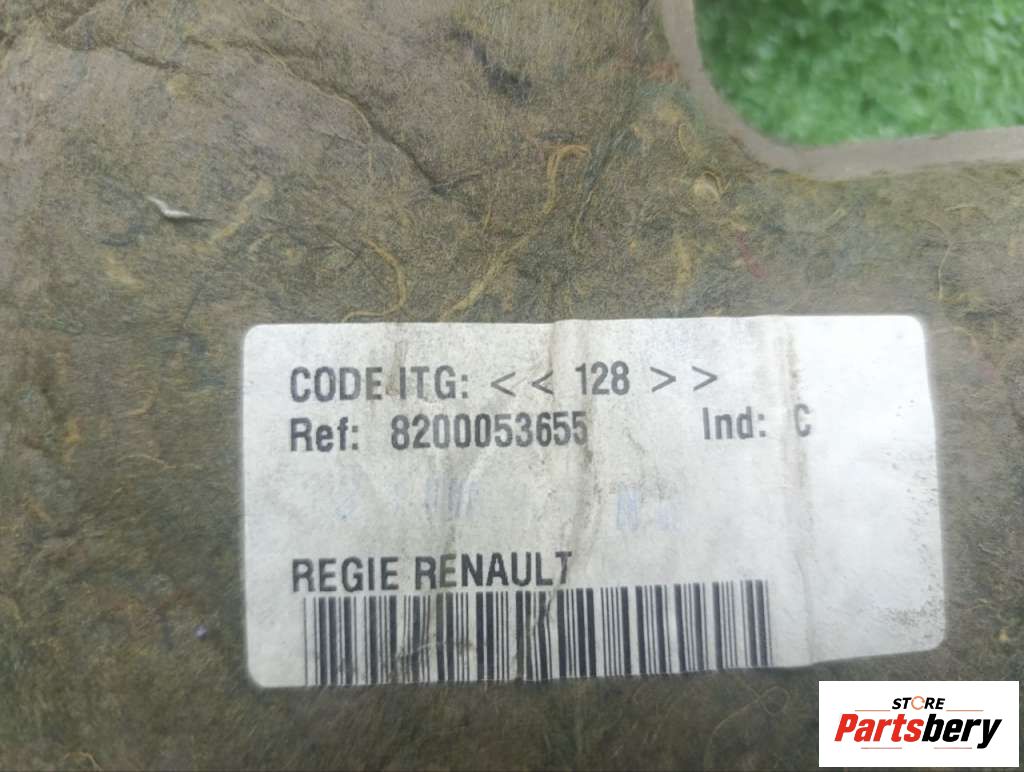 CODE ITG: < < 128 > >
Ref: 8200053655 Ind: C
REGIE RENAULT
STORE
Partsbery